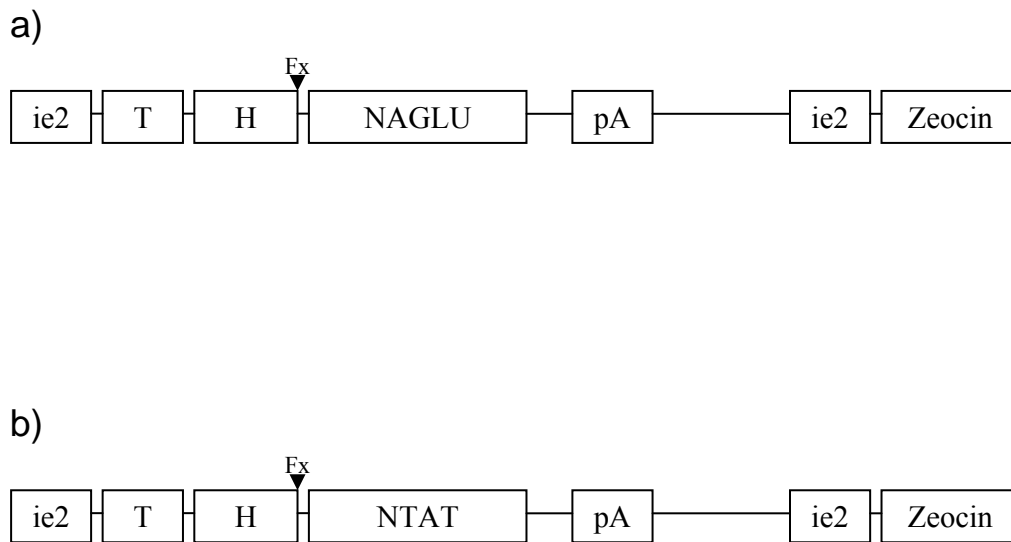 a)
Fx
ie2 T H NAGLU pA ie2 Zeocin
b)
Fx
ie2 T H NTAT pA ie2 Zeocin